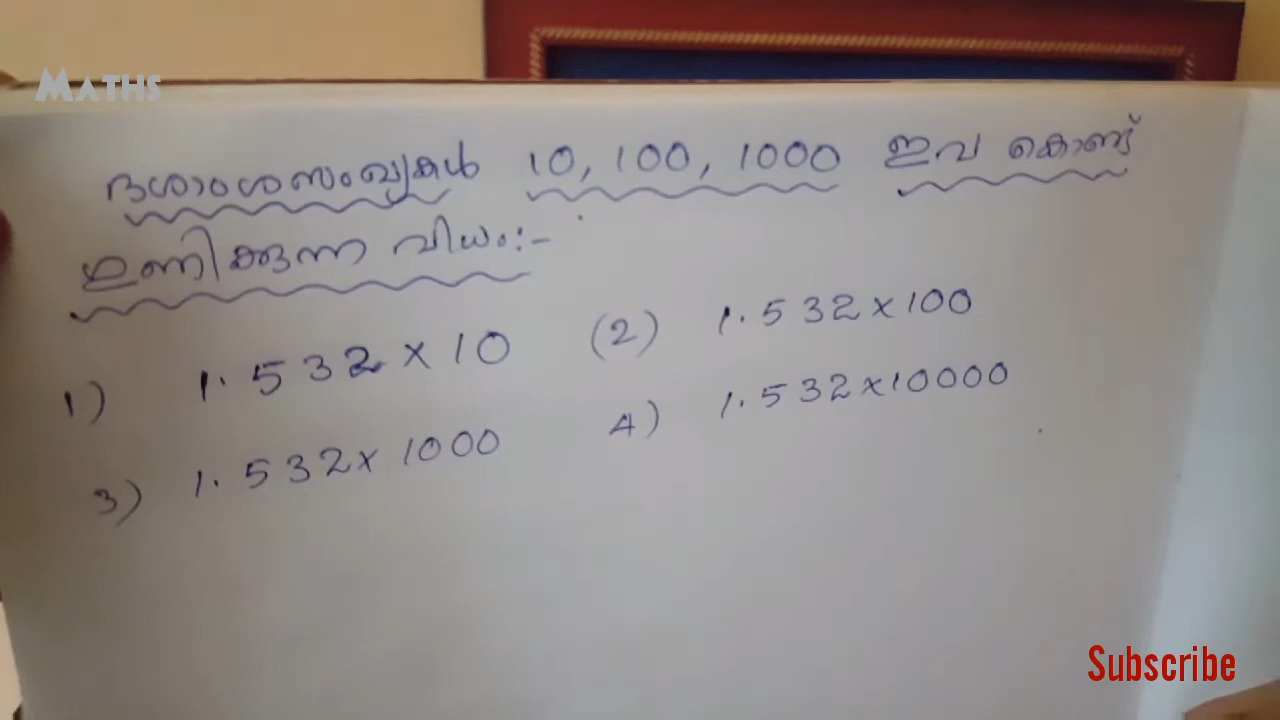 MATHS
ദശാംശസംഖ്യകൾ 10, 100, 1000 ഇവ കൊണ്ട്
ഗുണിക്കുന്ന വിധം:-
1) 1.532 x 10 (2) 1.532 x 100
3) 1.532 x 1000 4) 1.532 x 10000
Subscribe